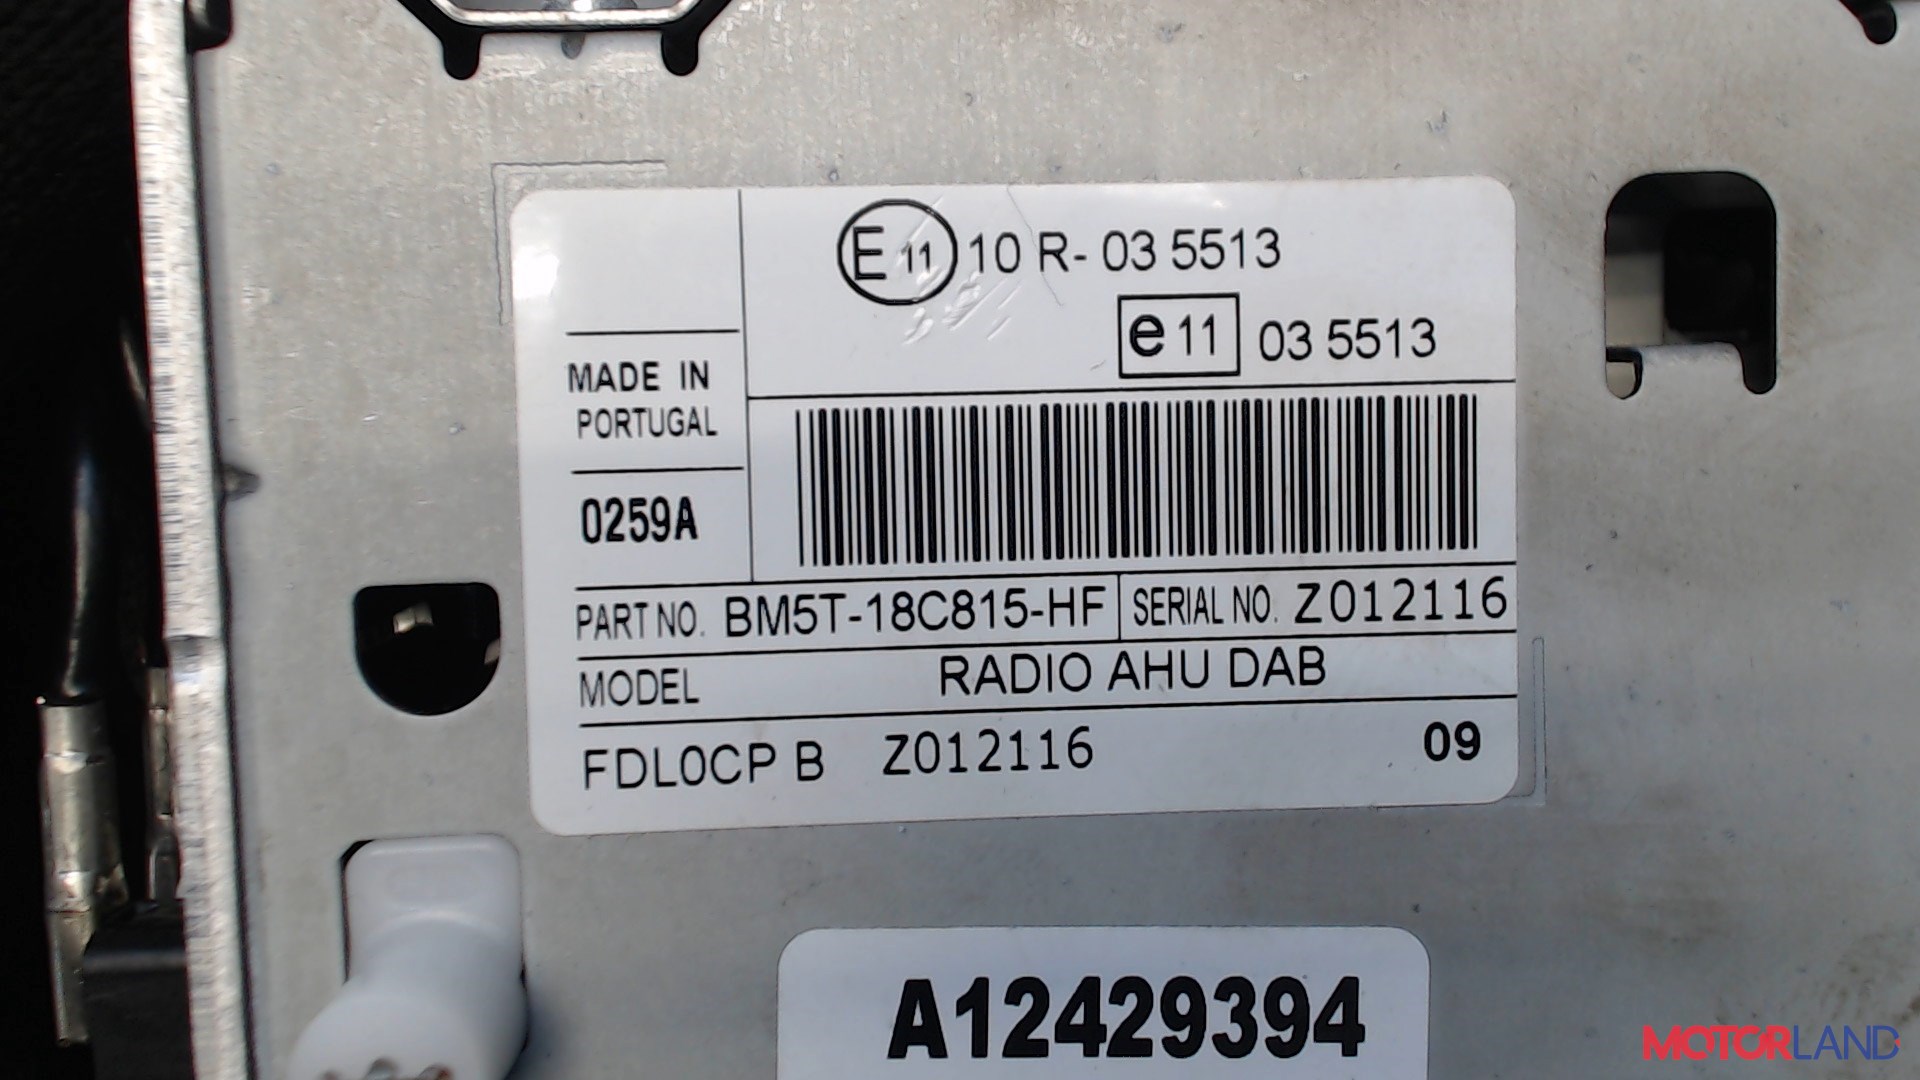 E 11 10 R- 03 5513
e 11 03 5513
MADE IN
PORTUGAL
0259A
PART NO. BM5T-18C815-HF SERIAL NO. Z012116
MODEL RADIO AHU DAB
FDL0CP B Z012116 09
A12429394
MOTORLAND